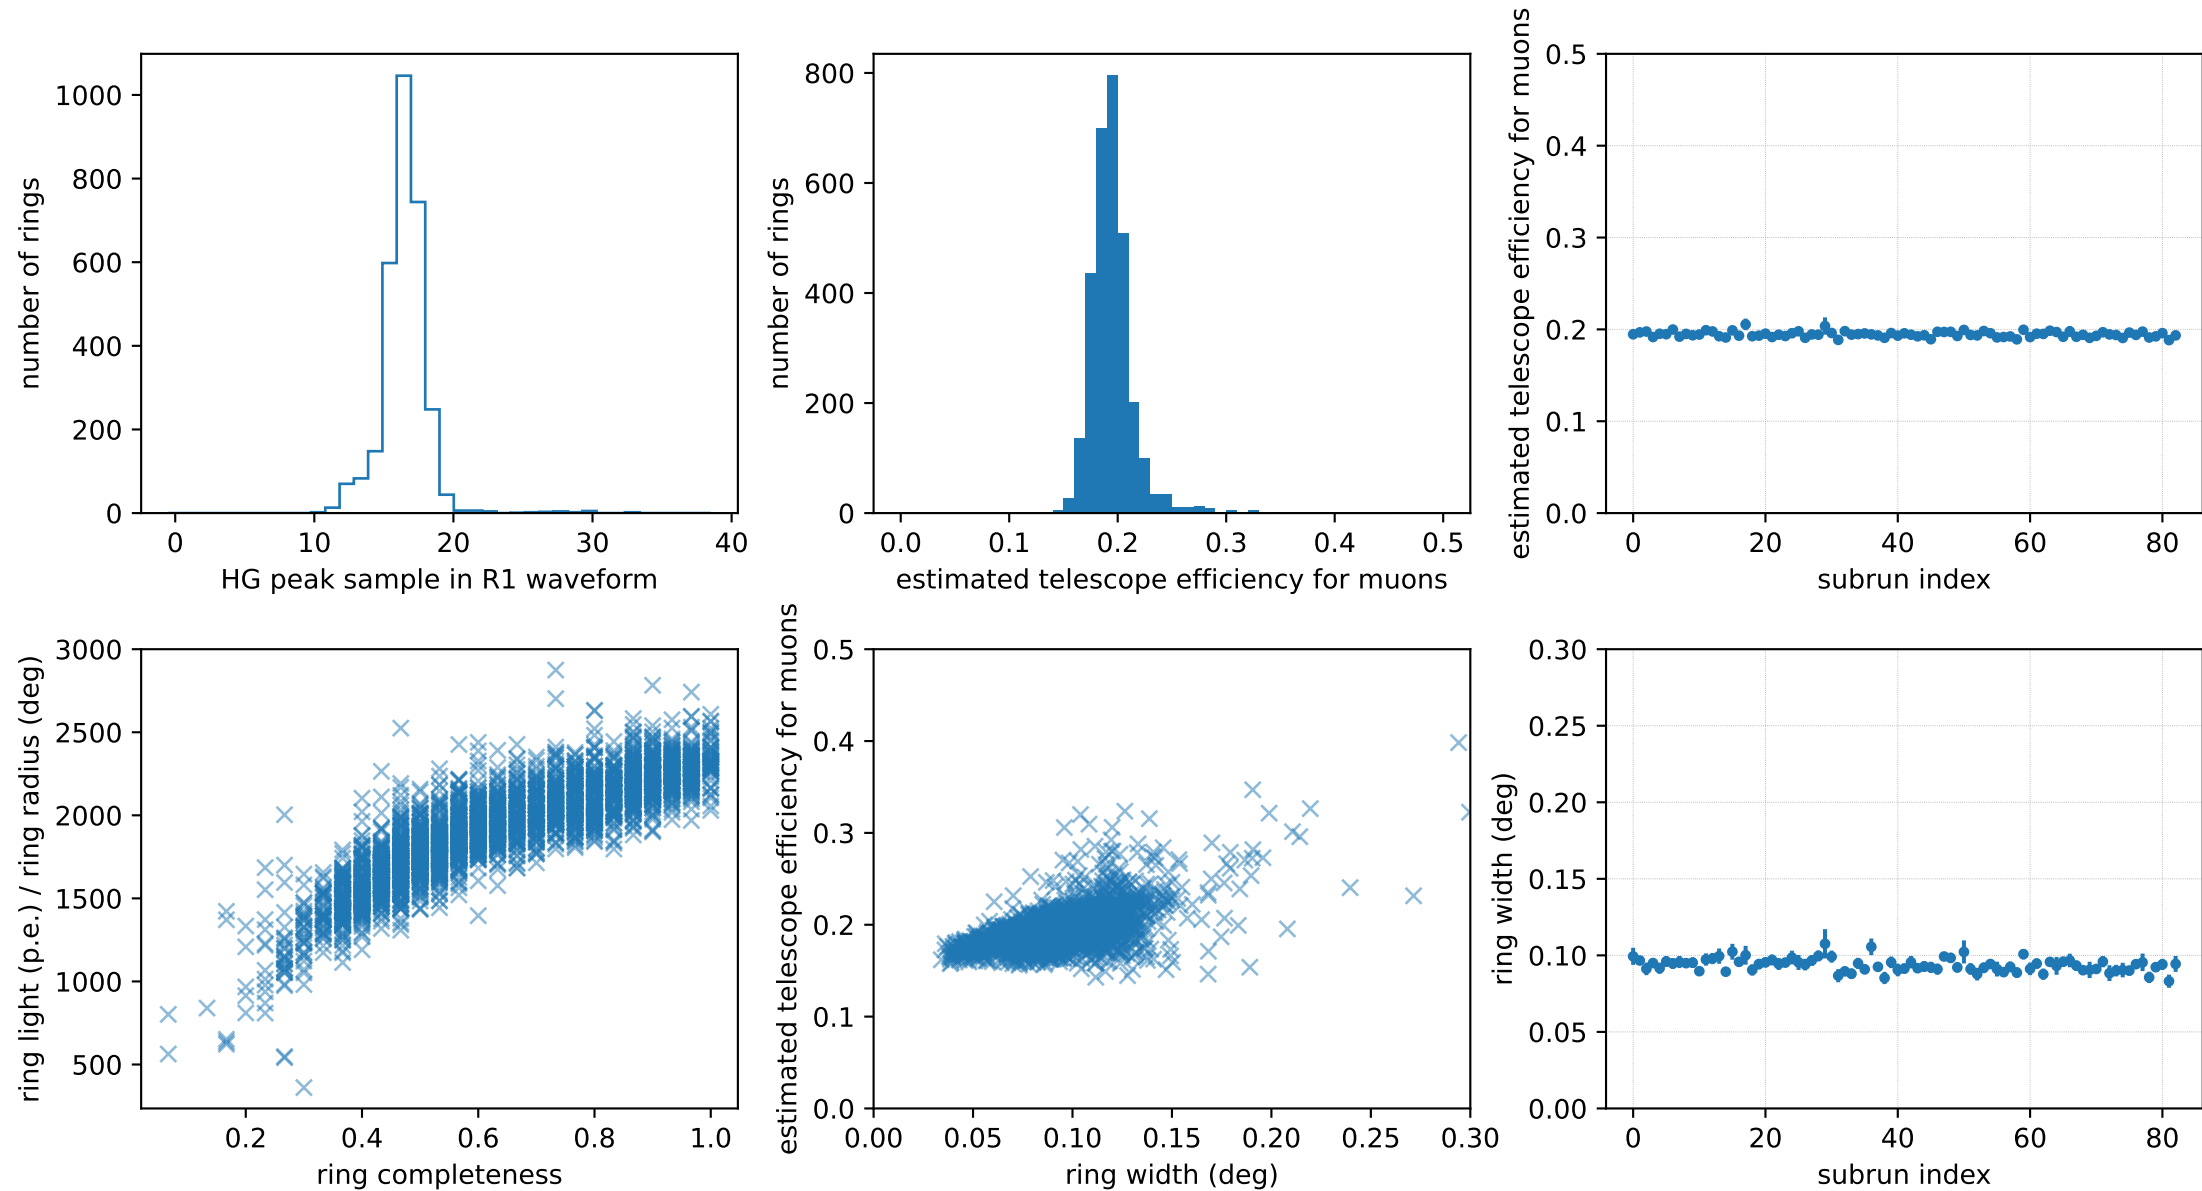 number of rings
1000
800
600
400
200
0
0 10 20 30 40
HG peak sample in R1 waveform
number of rings
800
600
400
200
0
0.0 0.1 0.2 0.3 0.4 0.5
estimated telescope efficiency for muons
estimated telescope efficiency for muons
0.5
0.4
0.3
0.2
0.1
0.0
0 20 40 60 80
subrun index
ring light (p.e.) / ring radius (deg)
3000
2500
2000
1500
1000
500
0.2 0.4 0.6 0.8 1.0
ring completeness
estimated telescope efficiency for muons
0.5
0.4
0.3
0.2
0.1
0.0
0.00 0.05 0.10 0.15 0.20 0.25 0.30
ring width (deg)
ring width (deg)
0.30
0.25
0.20
0.15
0.10
0.05
0.00
0 20 40 60 80
subrun index